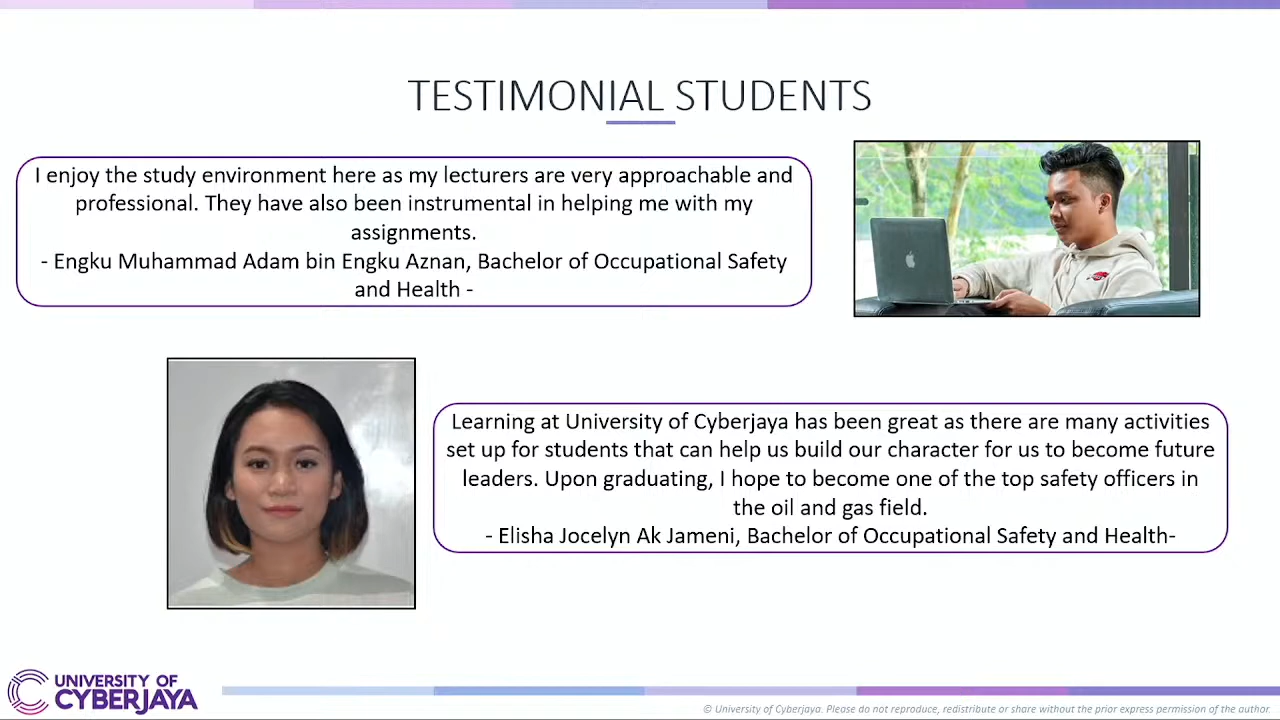 TESTIMONIAL STUDENTS
I enjoy the study environment here as my lecturers are very approachable and
professional. They have also been instrumental in helping me with my
assignments.
- Engku Muhammad Adam bin Engku Aznan, Bachelor of Occupational Safety
and Health -
Learning at University of Cyberjaya has been great as there are many activities
set up for students that can help us build our character for us to become future
leaders. Upon graduating, I hope to become one of the top safety officers in
the oil and gas field.
- Elisha Jocelyn Ak Jameni, Bachelor of Occupational Safety and Health-
UNIVERSITY OF
CYBERJAYA
© University of Cyberjaya. Please do not reproduce, redistribute or share without the prior express permission of the author.